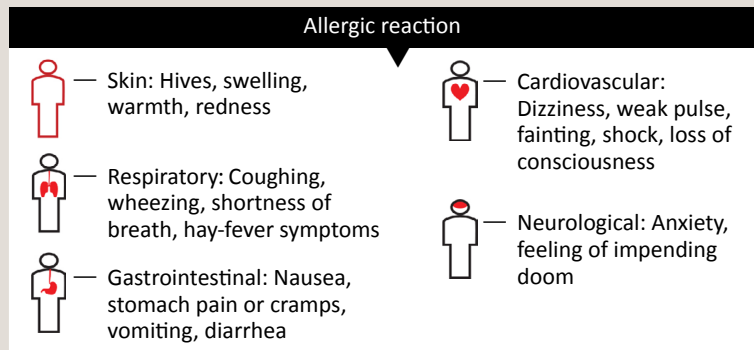 Allergic reaction
Skin: Hives, swelling,
warmth, redness
Respiratory: Coughing,
wheezing, shortness of
breath, hay-fever symptoms
Gastrointestinal: Nausea,
stomach pain or cramps,
vomiting, diarrhea
Cardiovascular:
Dizziness, weak pulse,
fainting, shock, loss of
consciousness
Neurological: Anxiety,
feeling of impending
doom